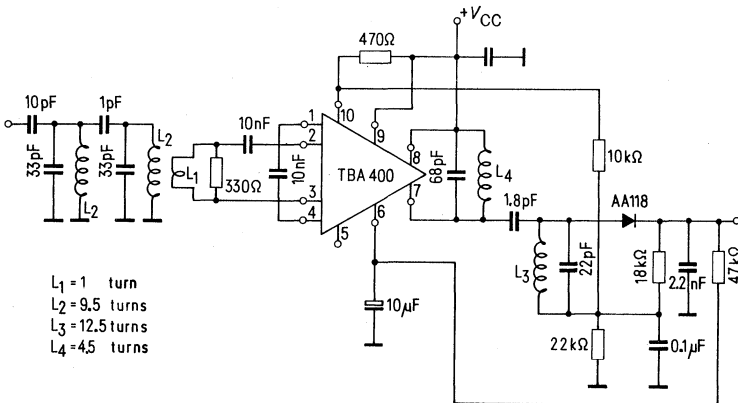 +VCC
470Ω
10pF
1pF
33pF
L2
33pF
L2
L1
330Ω
10nF
10nF
1
2
3
4
5
6
7
8
9
10
TBA 400
68pF
L4
1.8pF
10kΩ
AA118
L3
22pF
18kΩ
2.2nF
47kΩ
10μF
22kΩ
0.1μF
L1 = 1 turn
L2 = 9.5 turns
L3 = 12.5 turns
L4 = 4.5 turns